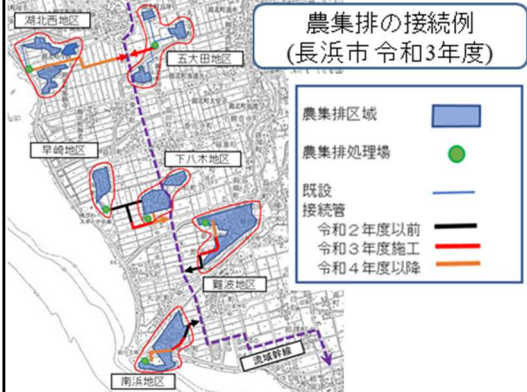 農集排の接続例
(長浜市 令和3年度)
湖北西地区
五大田地区
早崎地区
下八木地区
難波地区
南浜地区
流域幹線
農集排区域
農集排処理場
既設
接続管
令和２年度以前
令和３年度施工
令和４年度以降